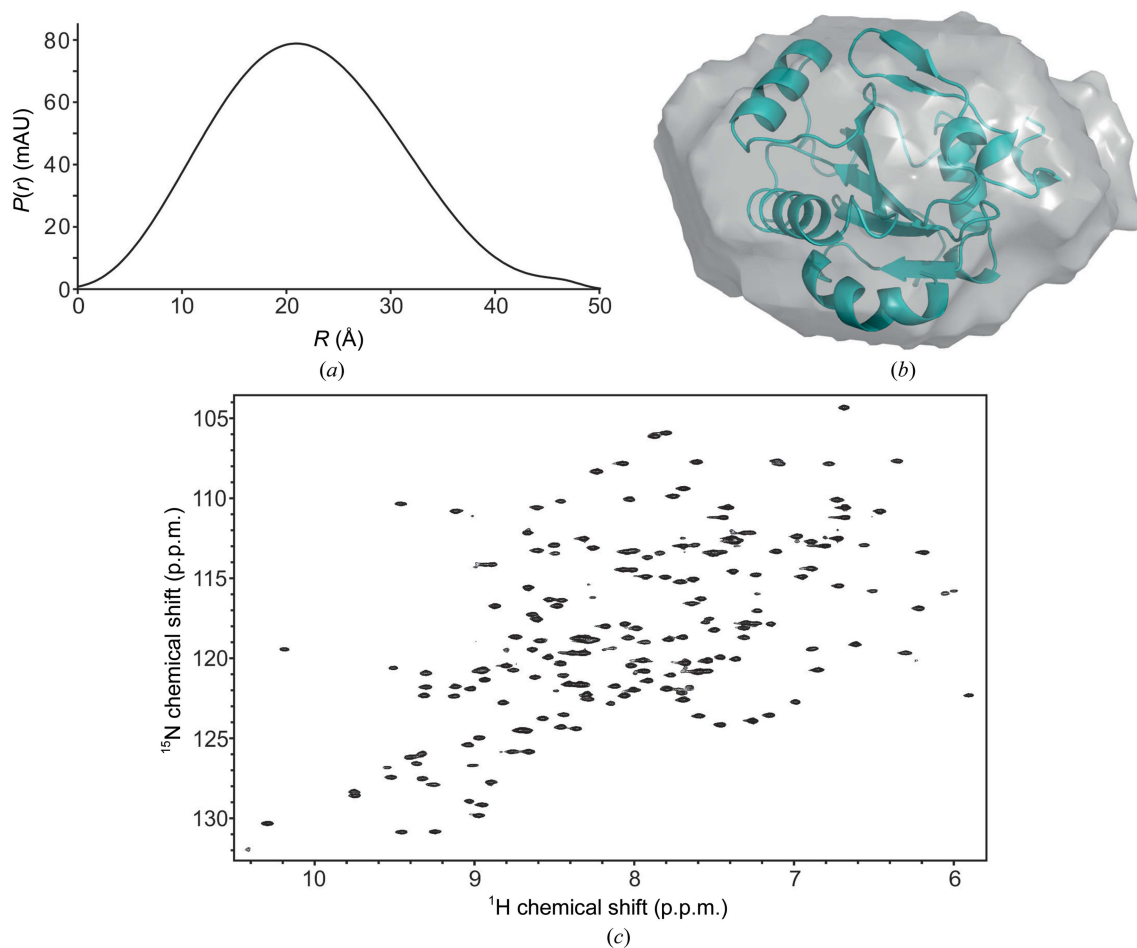 80
60
40
20
0
P(r) (mAU)
0 10 20 30 40 50
R (Å)
(a) (b)
105
110
115
120
125
130
¹⁵N chemical shift (p.p.m.)
10 9 8 7 6
¹H chemical shift (p.p.m.)
(c)